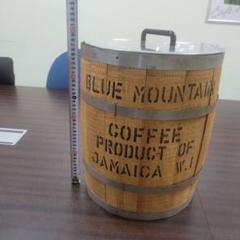 BLUE MOUNTAIN
COFFEE
PRODUCT OF
JAMAICA W.I